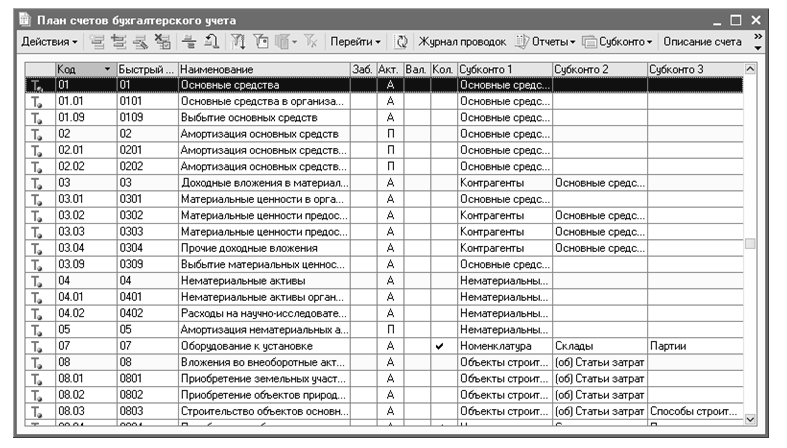 План счетов бухгалтерского учета
Действия Перейти Журнал проводок Отчеты Субконто Описание счета
Код Быстрый ... Наименование Заб. Акт. Вал. Кол. Субконто 1 Субконто 2 Субконто 3
01 01 Основные средства А Основные средс...
01.01 0101 Основные средства в организа... А Основные средс...
01.09 0109 Выбытие основных средств А Основные средс...
02 02 Амортизация основных средств П Основные средс...
02.01 0201 Амортизация основных средств... П Основные средс...
02.02 0202 Амортизация основных средств... П Основные средс...
03 03 Доходные вложения в материал... А Контрагенты Основные средс...
03.01 0301 Материальные ценности в орга... А Основные средс...
03.02 0302 Материальные ценности предос... А Контрагенты Основные средс...
03.03 0303 Материальные ценности предос... А Контрагенты Основные средс...
03.04 0304 Прочие доходные вложения А Контрагенты Основные средс...
03.09 0309 Выбытие материальных ценнос... А Основные средс...
04 04 Нематериальные активы А Нематериальны...
04.01 0401 Нематериальные активы орган... А Нематериальны...
04.02 0402 Расходы на научно-исследовате... А Нематериальны...
05 05 Амортизация нематериальных а... П Нематериальны...
07 07 Оборудование к установке А ✓ Номенклатура Склады Партии
08 08 Вложения во внеоборотные акт... А Объекты строит... (об) Статьи затрат
08.01 0801 Приобретение земельных участ... А Объекты строит... (об) Статьи затрат
08.02 0802 Приобретение объектов природ... А Объекты строит... (об) Статьи затрат
08.03 0803 Строительство объектов основн... А Объекты строит... (об) Статьи затрат Способы строит...